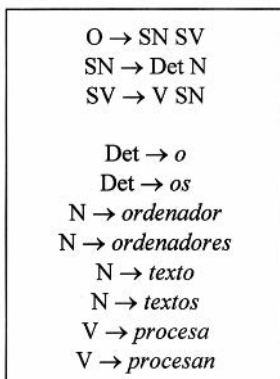 O → SN SV
SN → Det N
SV → V SN
Det → o
Det → os
N → ordenador
N → ordenadores
N → texto
N → textos
V → procesa
V → procesan